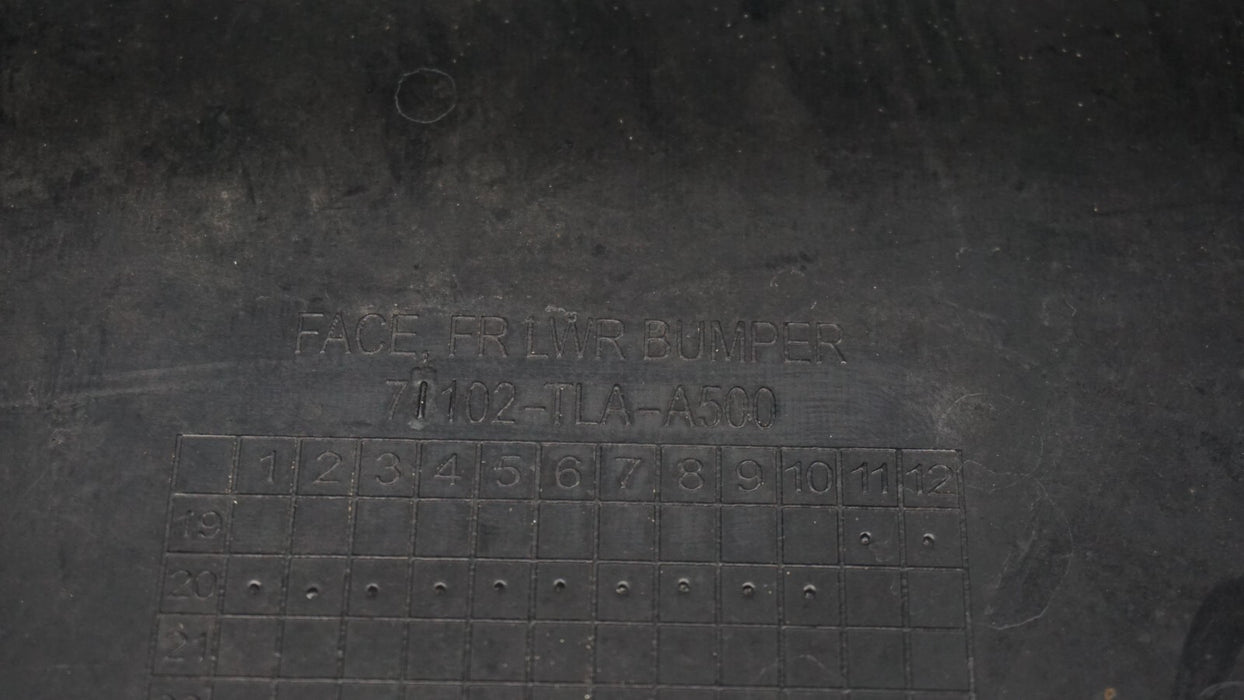 FACE, FR LWR BUMPER
71102-TLA-A500
1 2 3 4 5 6 7 8 9 10 11 12
19
20
21